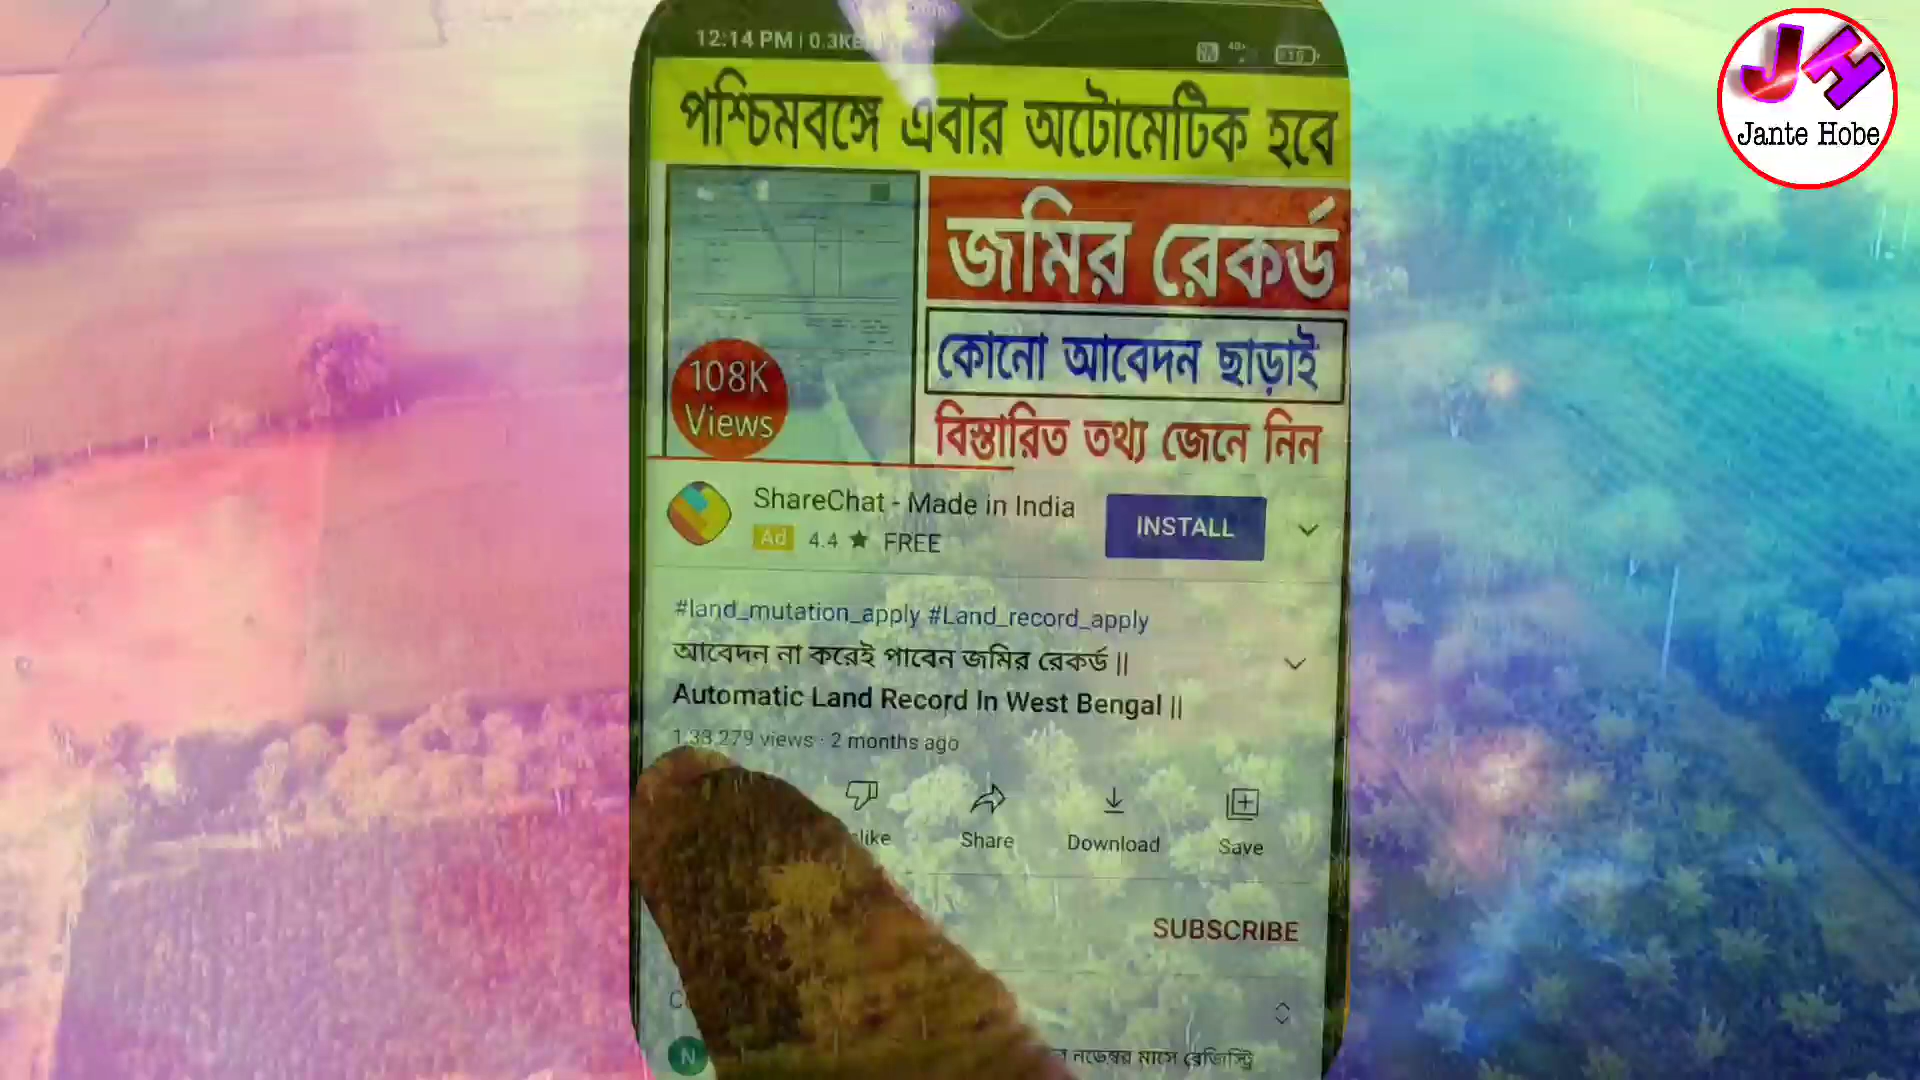 JH
Jante Hobe
12:14 PM | 0.3KB
পশ্চিমবঙ্গে এবার অটোমেটিক হবে
জমির রেকর্ড
কোনো আবেদন ছাড়াই
বিস্তারিত তথ্য জেনে নিন
108K
Views
ShareChat - Made in India
INSTALL
Ad 4.4 ★ FREE
#land_mutation_apply #Land_record_apply
আবেদন না করেই পাবেন জমির রেকর্ড ||
Automatic Land Record In West Bengal ||
1,33,279 views · 2 months ago
Share Download Save
SUBSCRIBE
N
নভেম্বর মাসে রেজিস্ট্রি